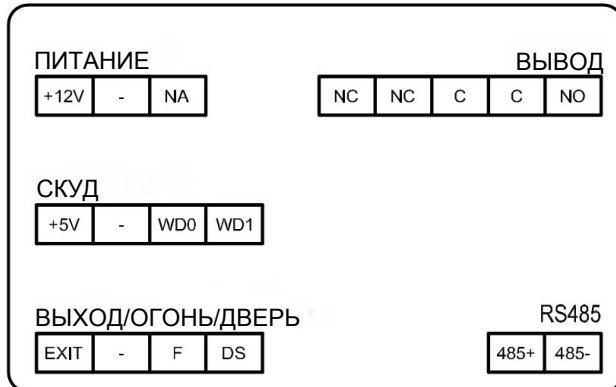 ПИТАНИЕ ВЫВОД
+12V - NA NC NC C C NO
СКУД
+5V - WD0 WD1
ВЫХОД/ОГОНЬ/ДВЕРЬ RS485
EXIT - F DS 485+ 485-